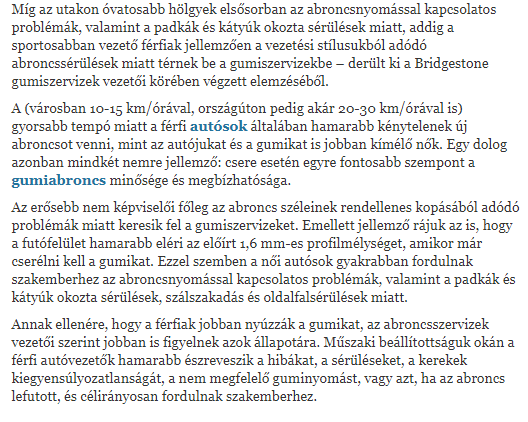 Míg az utakon óvatosabb hölgyek elsősorban az abroncsnyomással kapcsolatos
problémák, valamint a padkák és kátyúk okozta sérülések miatt, addig a
sportosabban vezető férfiak jellemzően a vezetési stílusukból adódó
abroncssérülések miatt térnek be a gumiszervizekbe – derült ki a Bridgestone
gumiszervizek vezetői körében végzett elemzéséből.
A (városban 10-15 km/órával, országúton pedig akár 20-30 km/órával is)
gyorsabb tempó miatt a férfi autósok általában hamarabb kénytelenek új
abroncsot venni, mint az autójukat és a gumikat is jobban kímélő nők. Egy dolog
azonban mindkét nemre jellemző: csere esetén egyre fontosabb szempont a
gumiabroncs minősége és megbízhatósága.
Az erősebb nem képviselői főleg az abroncs széleinek rendellenes kopásából adódó
problémák miatt keresik fel a gumiszervizeket. Emellett jellemző rájuk az is, hogy
a futófelület hamarabb eléri az előírt 1,6 mm-es profilmélységet, amikor már
cserélni kell a gumikat. Ezzel szemben a női autósok gyakrabban fordulnak
szakemberhez az abroncsnyomással kapcsolatos problémák, valamint a padkák és
kátyúk okozta sérülések, szálszakadás és oldalfalsérülések miatt.
Annak ellenére, hogy a férfiak jobban nyúzzák a gumikat, az abroncsszervizek
vezetői szerint jobban is figyelnek azok állapotára. Műszaki beállítottságuk okán a
férfi autóvezetők hamarabb észreveszik a hibákat, a sérüléseket, a kerekek
kiegyensúlyozatlanságát, a nem megfelelő guminyomást, vagy azt, ha az abroncs
lefutott, és célirányosan fordulnak szakemberhez.